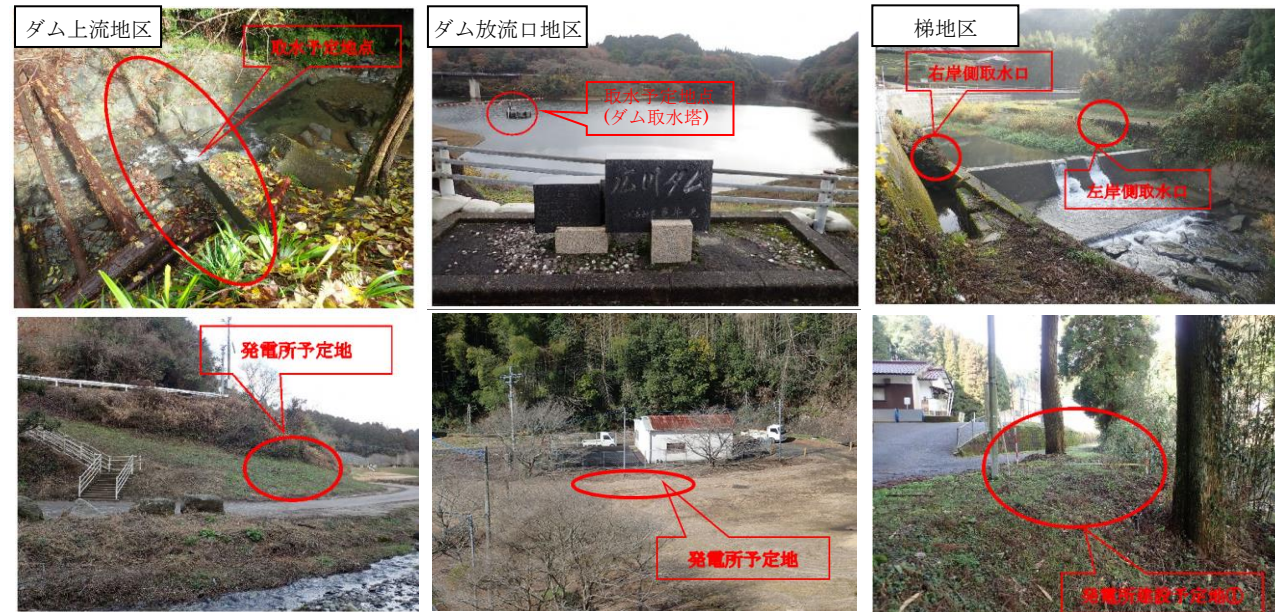 ダム上流地区
取水予定地点
ダム放流口地区
取水予定地点
(ダム取水塔)
広川ダム
梯地区
右岸側取水口
左岸側取水口
発電所予定地
発電所予定地
発電所建設予定地①